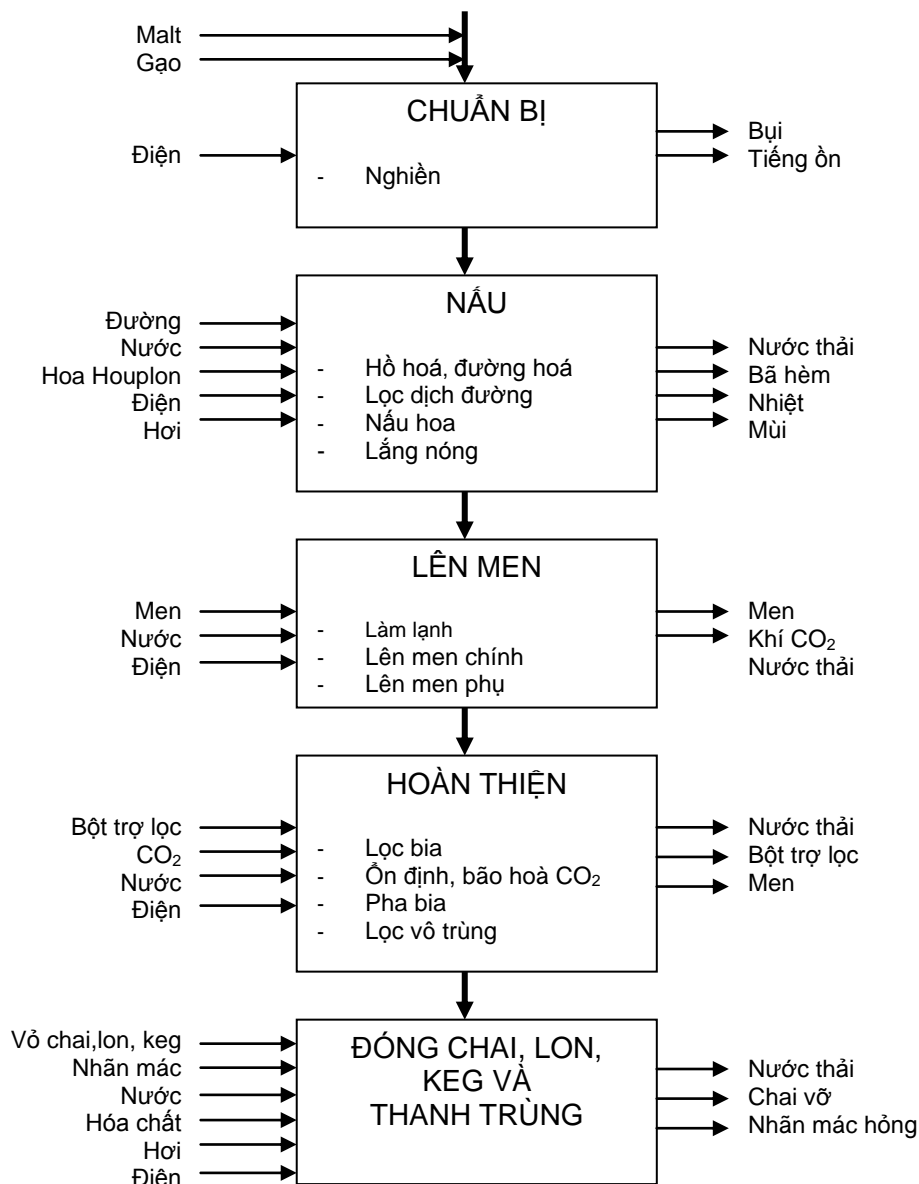 Malt
Gạo
CHUẨN BỊ
Điện
- Nghiền
Bụi
Tiếng ồn
NẤU
Đường
Nước
Hoa Houplon
Điện
Hơi
- Hồ hoá, đường hoá
- Lọc dịch đường
- Nấu hoa
- Lắng nóng
Nước thải
Bã hèm
Nhiệt
Mùi
LÊN MEN
Men
Nước
Điện
- Làm lạnh
- Lên men chính
- Lên men phụ
Men
Khí CO₂
Nước thải
HOÀN THIỆN
Bột trợ lọc
CO₂
Nước
Điện
- Lọc bia
- Ổn định, bão hoà CO₂
- Pha bia
- Lọc vô trùng
Nước thải
Bột trợ lọc
Men
Vỏ chai,lon, keg
Nhãn mác
Nước
Hóa chất
Hơi
Điện
ĐÓNG CHAI, LON,
KEG VÀ
THANH TRÙNG
Nước thải
Chai vỡ
Nhãn mác hỏng